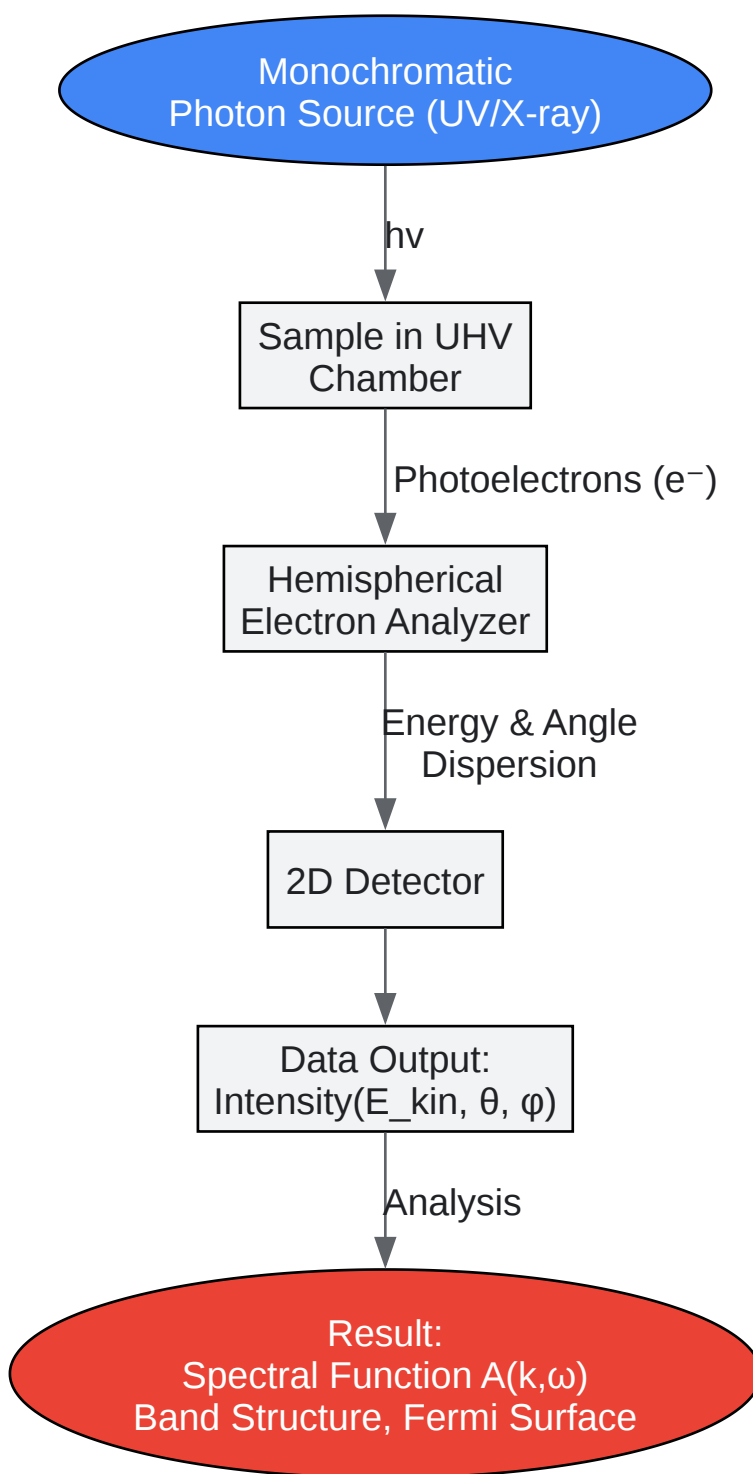 Monochromatic
Photon Source (UV/X-ray)
hν
Sample in UHV
Chamber
Photoelectrons (e⁻)
Hemispherical
Electron Analyzer
Energy & Angle
Dispersion
2D Detector
Data Output:
Intensity(E_kin, θ, φ)
Analysis
Result:
Spectral Function A(k,ω)
Band Structure, Fermi Surface